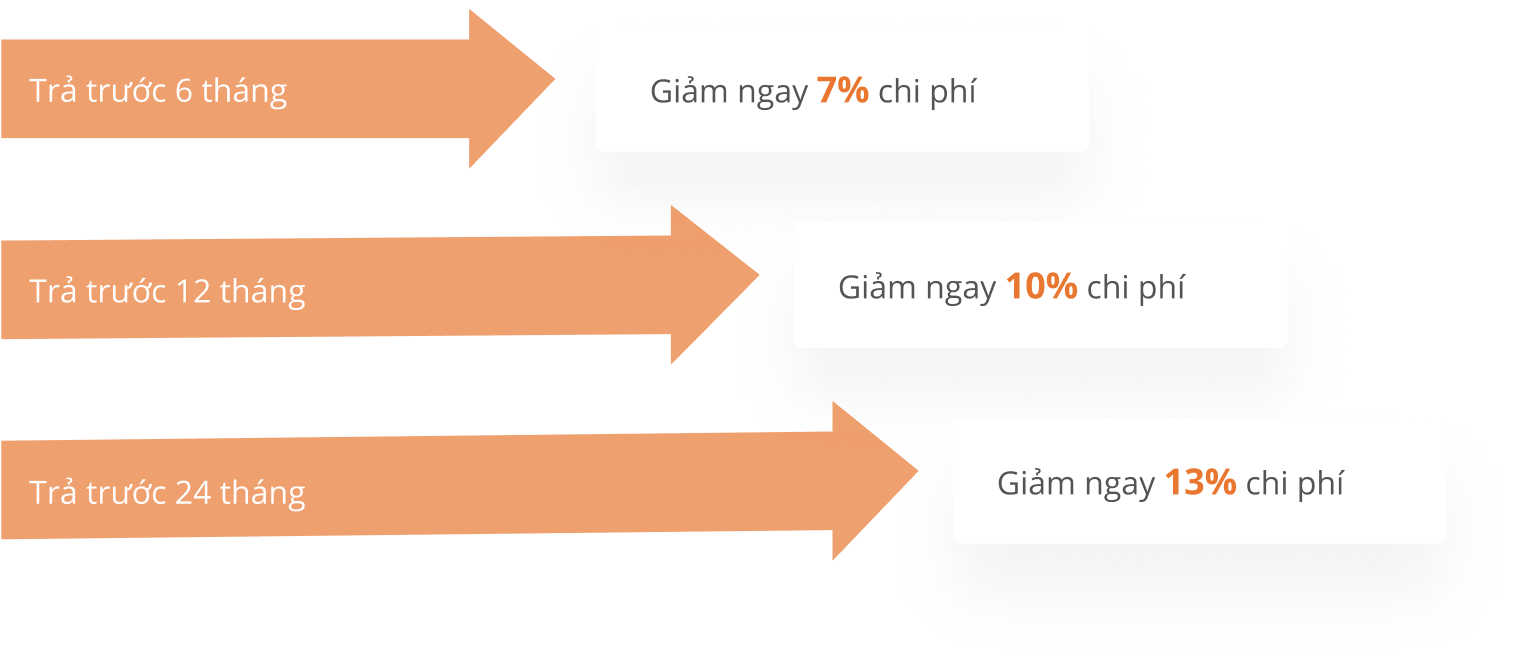 Trả trước 6 tháng
Giảm ngay 7% chi phí
Trả trước 12 tháng
Giảm ngay 10% chi phí
Trả trước 24 tháng
Giảm ngay 13% chi phí